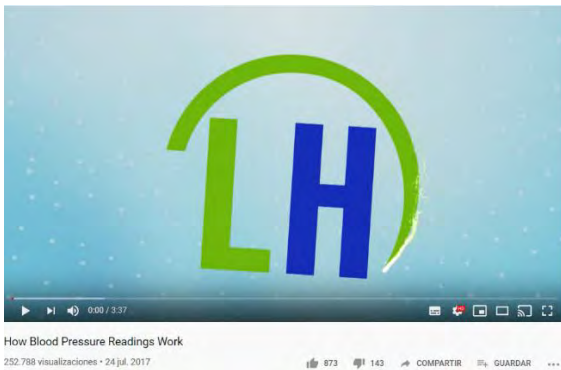 LH
0:00 / 3:37
How Blood Pressure Readings Work
252.788 visualizaciones • 24 jul. 2017
873 143 COMPARTIR GUARDAR